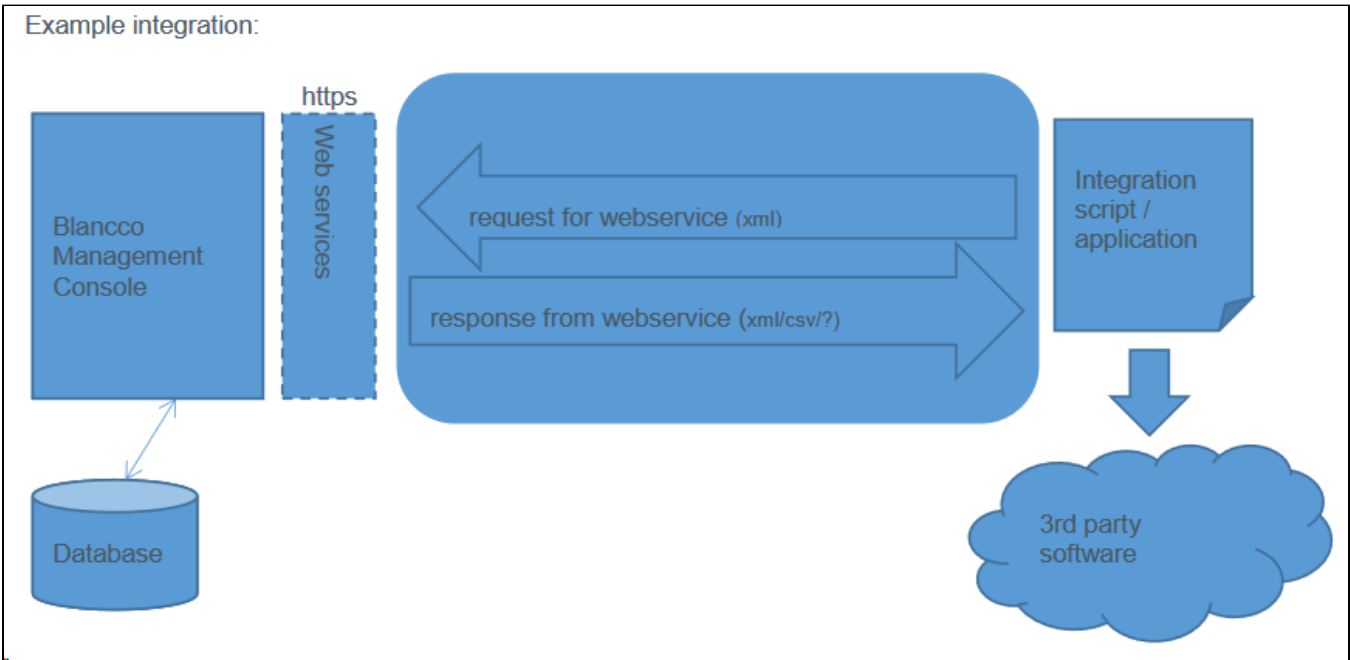 Example integration:
https
Web services
Blancco
Management
Console
request for webservice (xml)
response from webservice (xml/csv/?)
Integration
script /
application
Database
3rd party
software